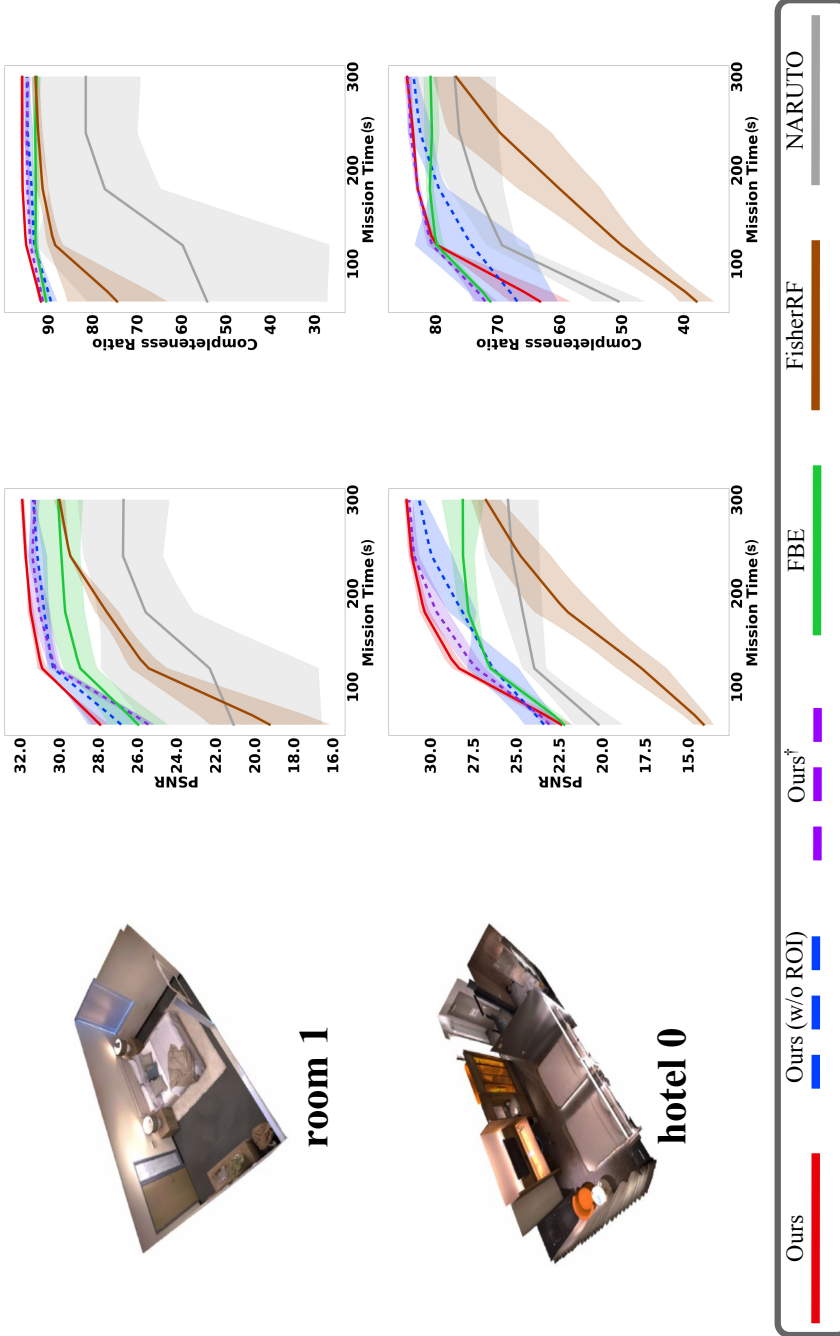 room 1
PSNR
32.0
30.0
28.0
26.0
24.0
22.0
20.0
18.0
16.0
100
200
300
Mission Time(s)
Completeness Ratio
90
80
70
60
50
40
30
100
200
300
Mission Time(s)
hotel 0
PSNR
30.0
27.5
25.0
22.5
20.0
17.5
15.0
100
200
300
Mission Time(s)
Completeness Ratio
80
70
60
50
40
100
200
300
Mission Time(s)
Ours
Ours (w/o ROI)
Ours†
FBE
FisherRF
NARUTO